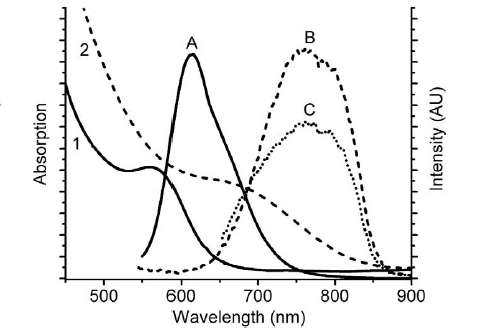 A
B
2
C
1
Absorption
Intensity (AU)
500 600 700 800 900
Wavelength (nm)